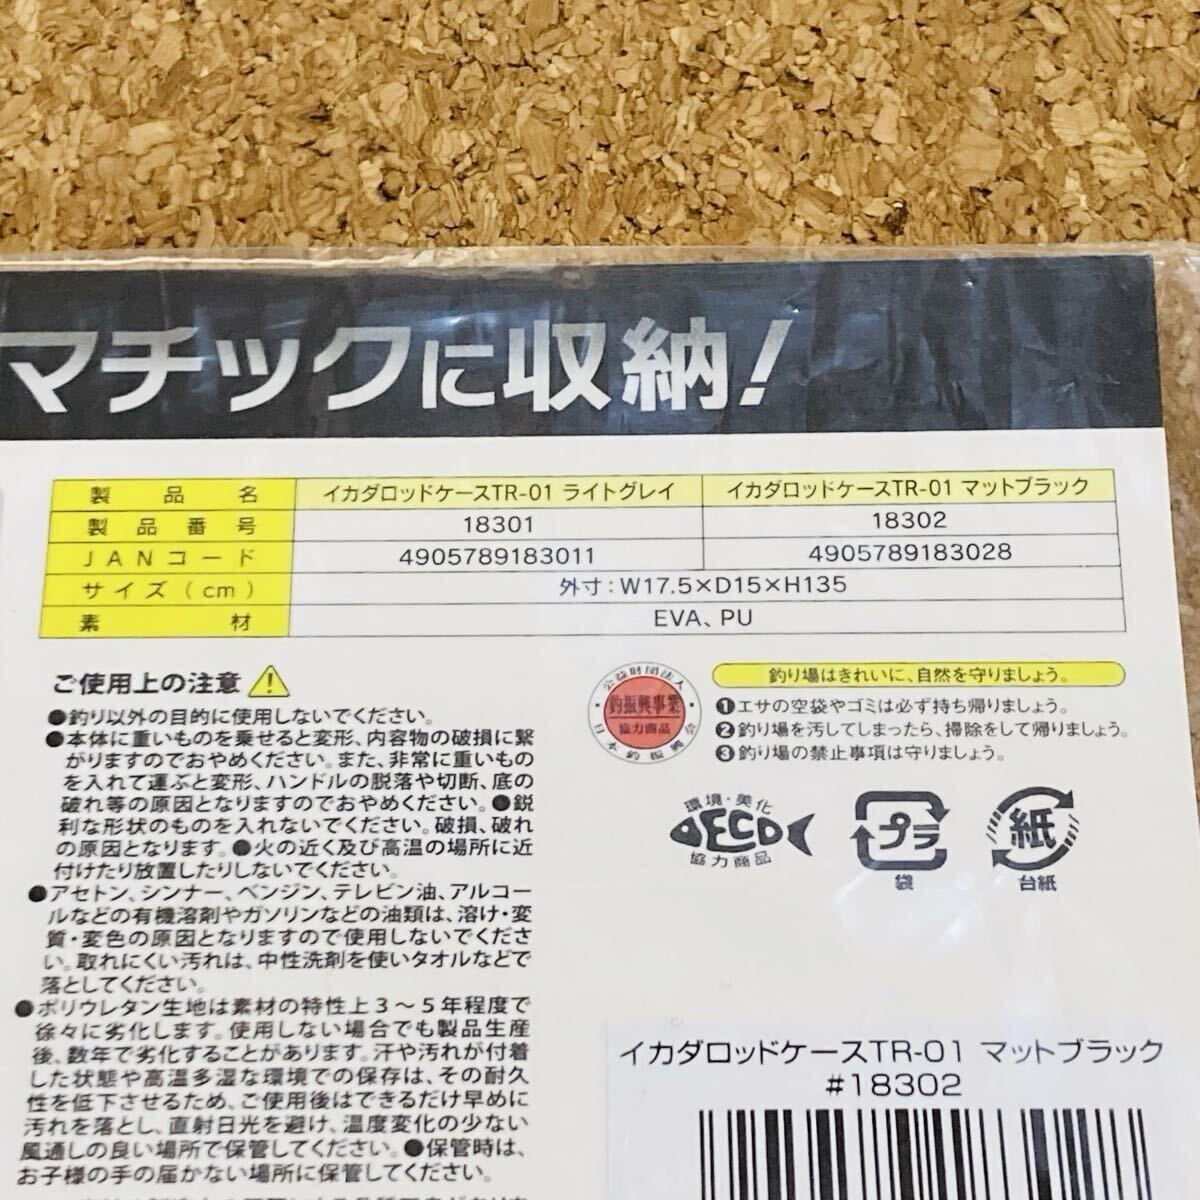 マチックに収納!
製品名 イカダロッドケースTR-01 ライトグレイ イカダロッドケースTR-01 マットブラック
製品番号 18301 18302
JANコード 4905789183011 4905789183028
サイズ(cm) 外寸:W17.5×D15×H135
素材 EVA、PU
ご使用上の注意
●釣り以外の目的に使用しないでください。
●本体に重いものを乗せると変形、内容物の破損に繋
がりますのでおやめください。また、非常に重いもの
を入れて運ぶと変形、ハンドルの脱落や切断、底の
破れ等の原因となりますのでおやめください。●鋭
利な形状のものを入れないでください。破損、破れ
の原因となります。●火の近く及び高温の場所に近
付けたり放置したりしないでください。
●アセトン、シンナー、ベンジン、テレビン油、アルコー
ルなどの有機溶剤やガソリンなどの油類は、溶け・変
質・変色の原因となりますので使用しないでくださ
い。取れにくい汚れは、中性洗剤を使いタオルなどで
落としてください。
●ポリウレタン生地は素材の特性上3～5年程度で
徐々に劣化します。使用しない場合でも製品生産
後、数年で劣化することがあります。汗や汚れが付着
した状態や高温多湿な環境での保存は、その耐久
性を低下させるため、ご使用後はできるだけ早めに
汚れを落とし、直射日光を避け、温度変化の少ない
風通しの良い場所で保管してください。●保管時は、
お子様の手の届かない場所に保管してください。
公益財団法人
釣振興事業
協力商品
日本釣振興会
釣り場はきれいに、自然を守りましょう。
❶エサの空袋やゴミは必ず持ち帰りましょう。
❷釣り場を汚してしまったら、掃除をして帰りましょう。
❸釣り場の禁止事項は守りましょう。
環境・美化
ECO
協力商品
プラ
袋
紙
台紙
イカダロッドケースTR-01 マットブラック
#18302